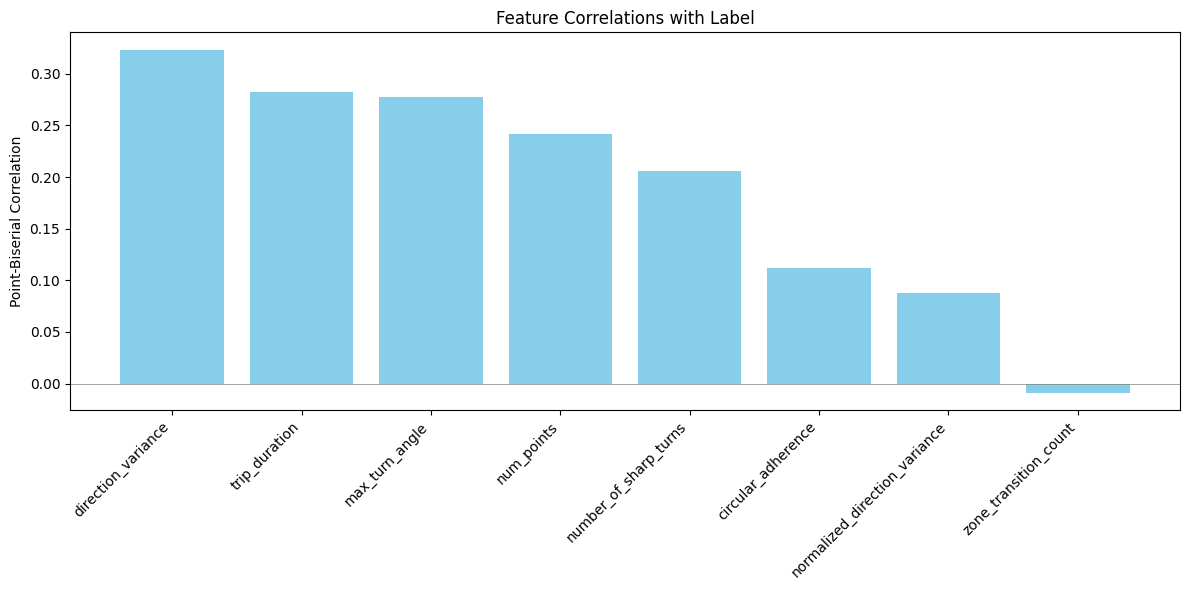 Feature Correlations with Label
Point-Biserial Correlation
0.30
0.25
0.20
0.15
0.10
0.05
0.00
direction_variance
trip_duration
max_turn_angle
num_points
number_of_sharp_turns
circular_adherence
normalized_direction_variance
zone_transition_count